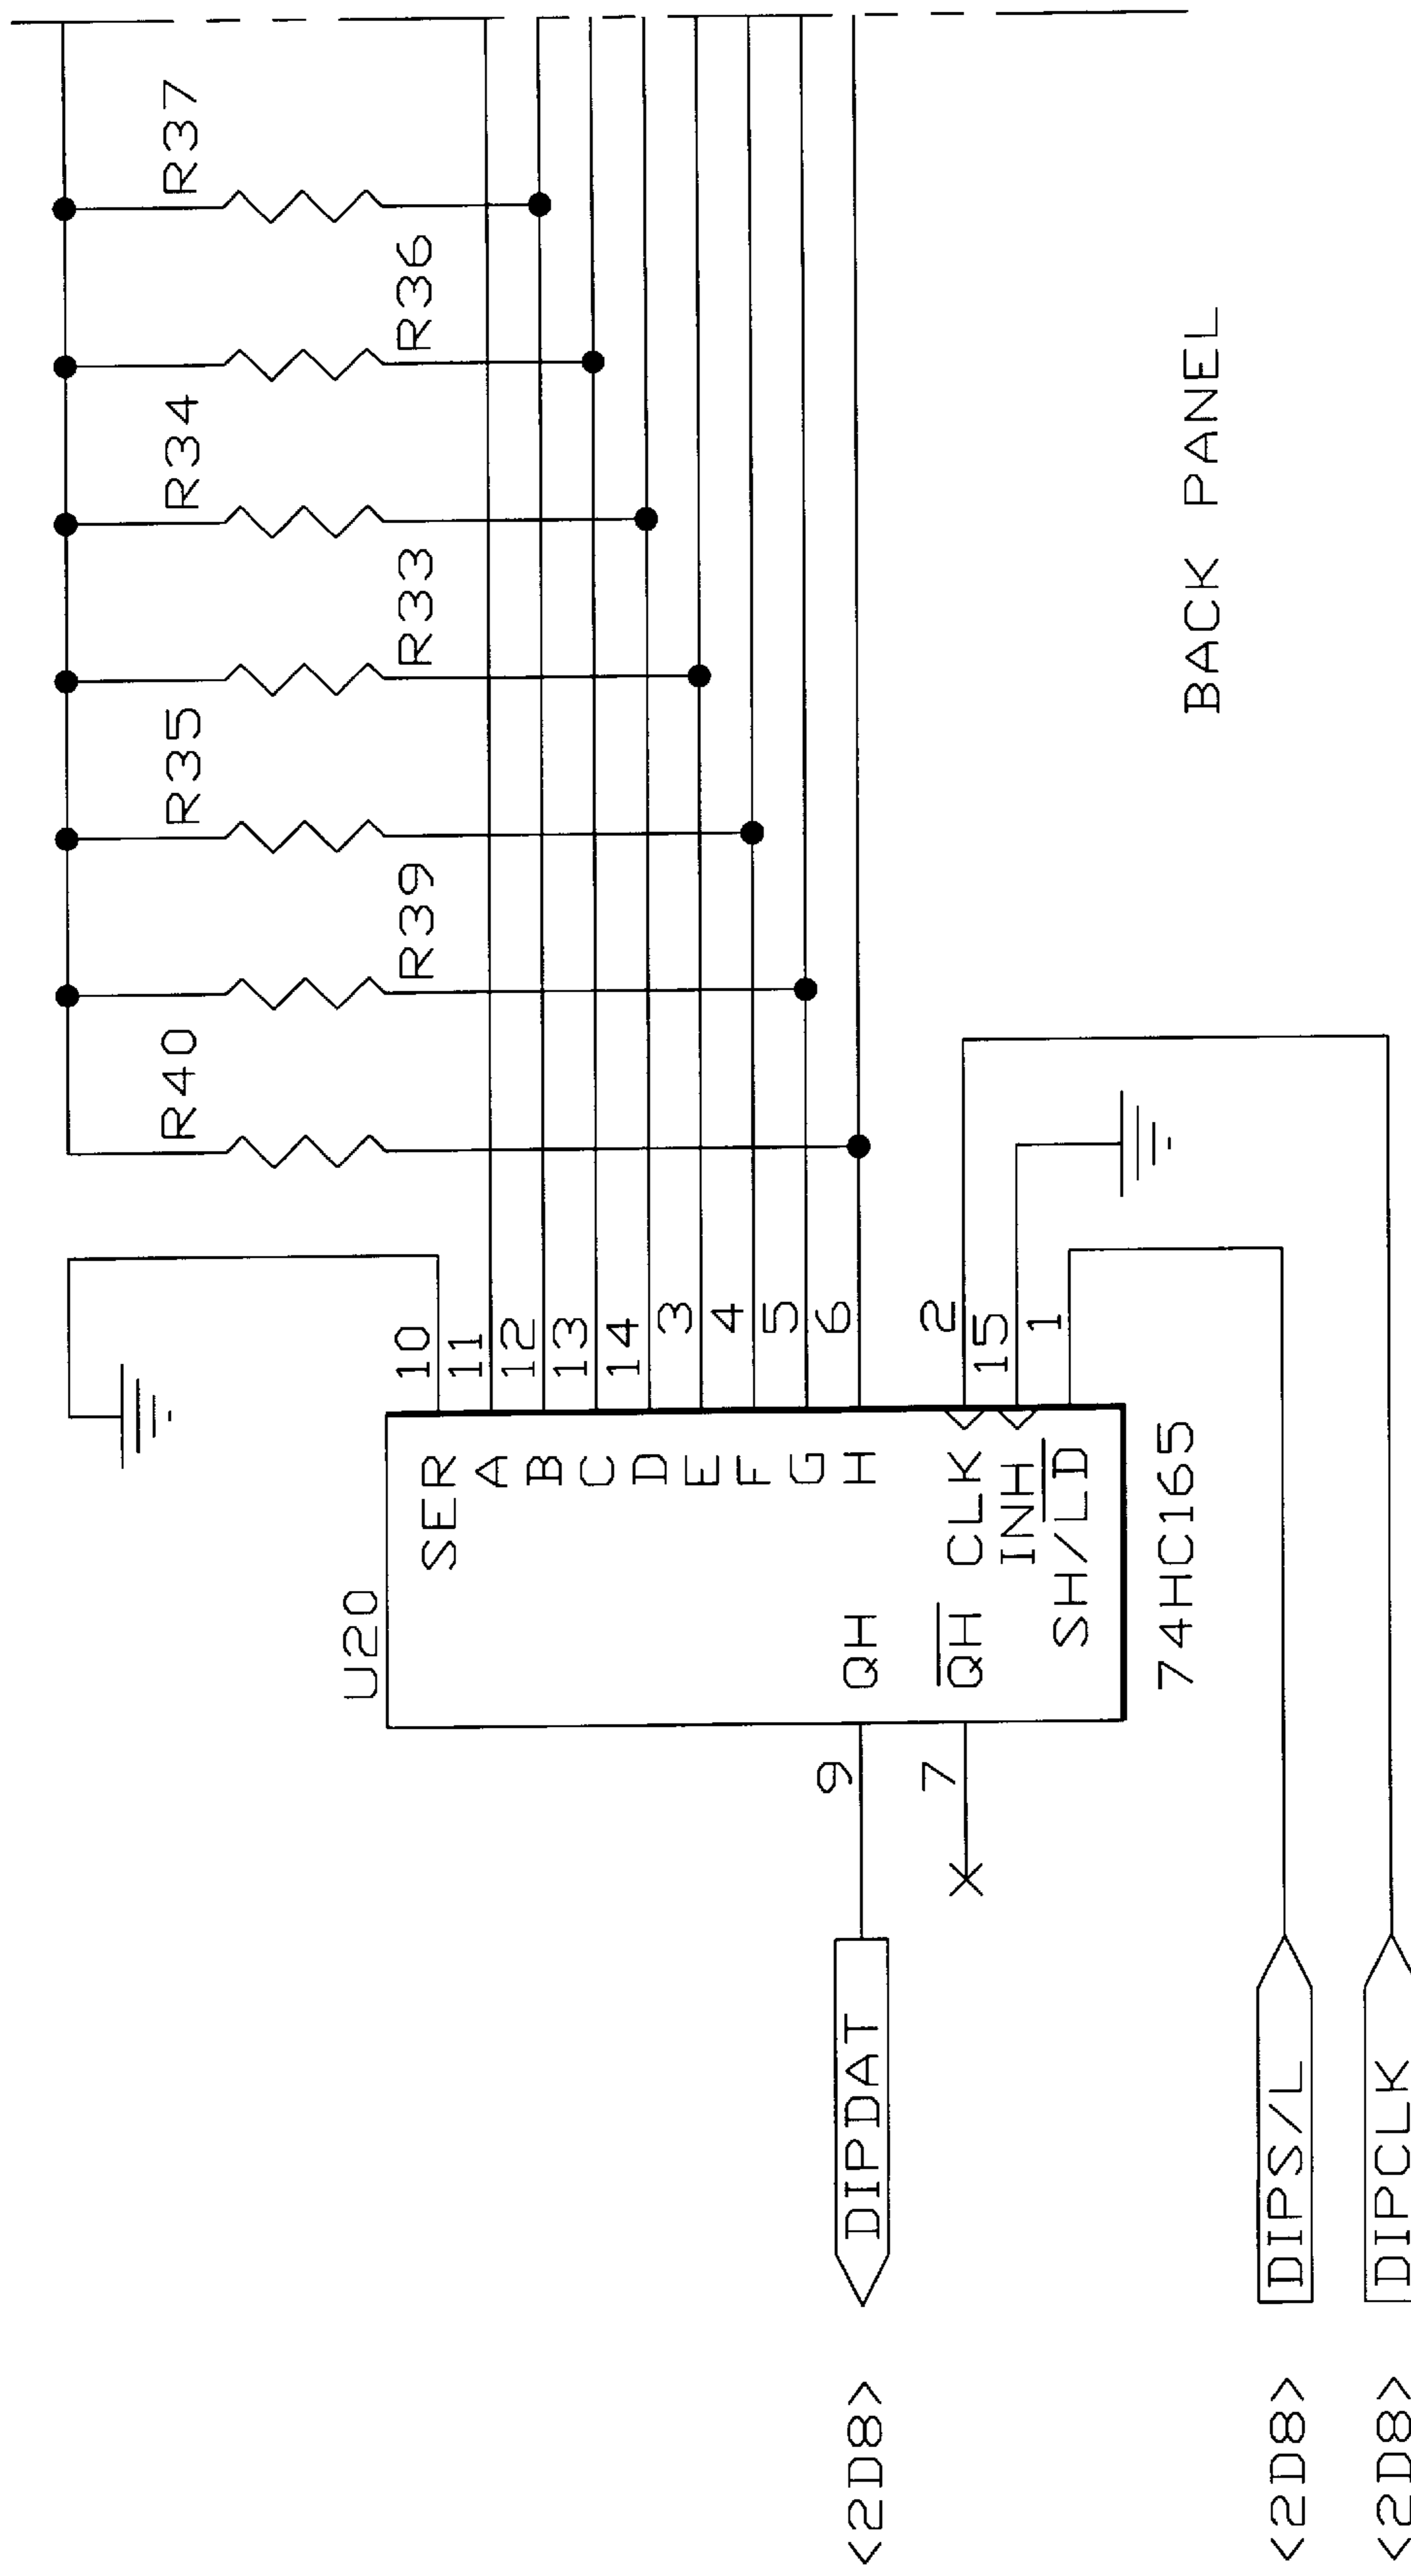 R40
R39
R35
R33
R34
R36
R37
U20
SER
10
A
11
B
12
C
13
D
14
E
3
F
4
G
5
<2D8>
DIPDAT
9
QH
H
6
7
QH
CLK
2
INH
15
SH/LD
1
74HC165
BACK PANEL
<2D8>
DIPS/L
<2D8>
DIPCLK